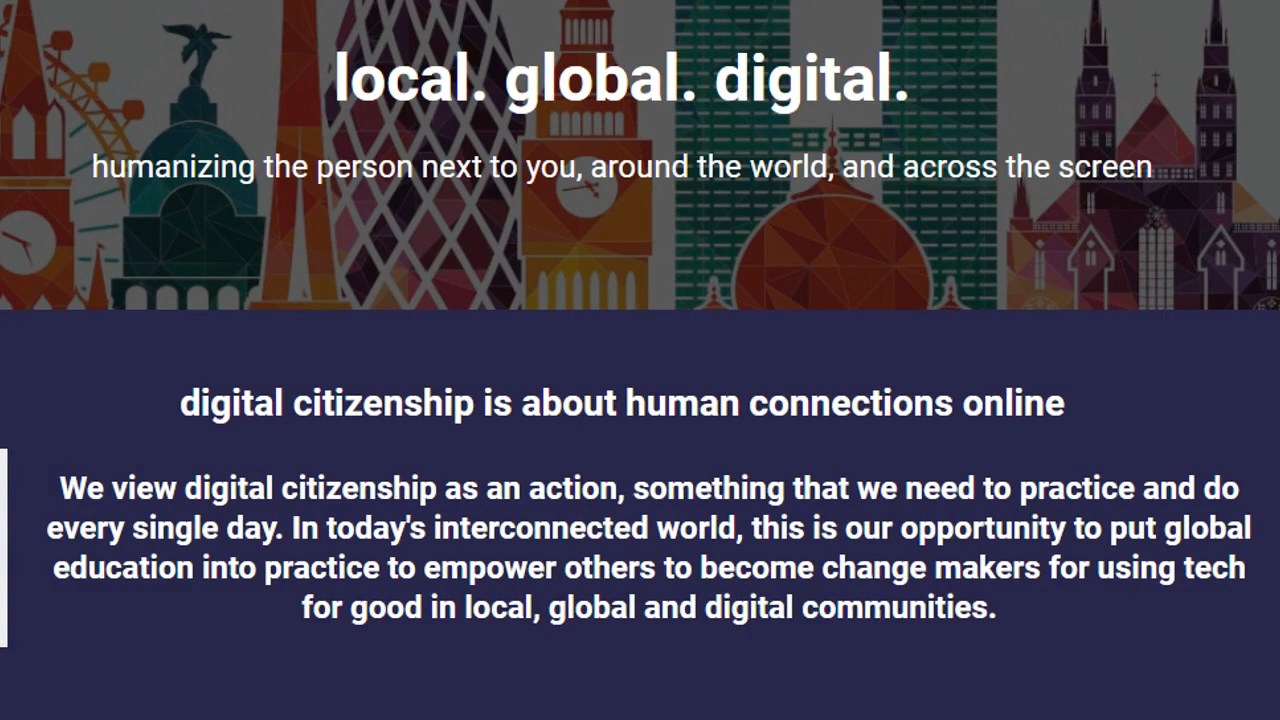 local. global. digital.
humanizing the person next to you, around the world, and across the screen
digital citizenship is about human connections online
We view digital citizenship as an action, something that we need to practice and do
every single day. In today's interconnected world, this is our opportunity to put global
education into practice to empower others to become change makers for using tech
for good in local, global and digital communities.